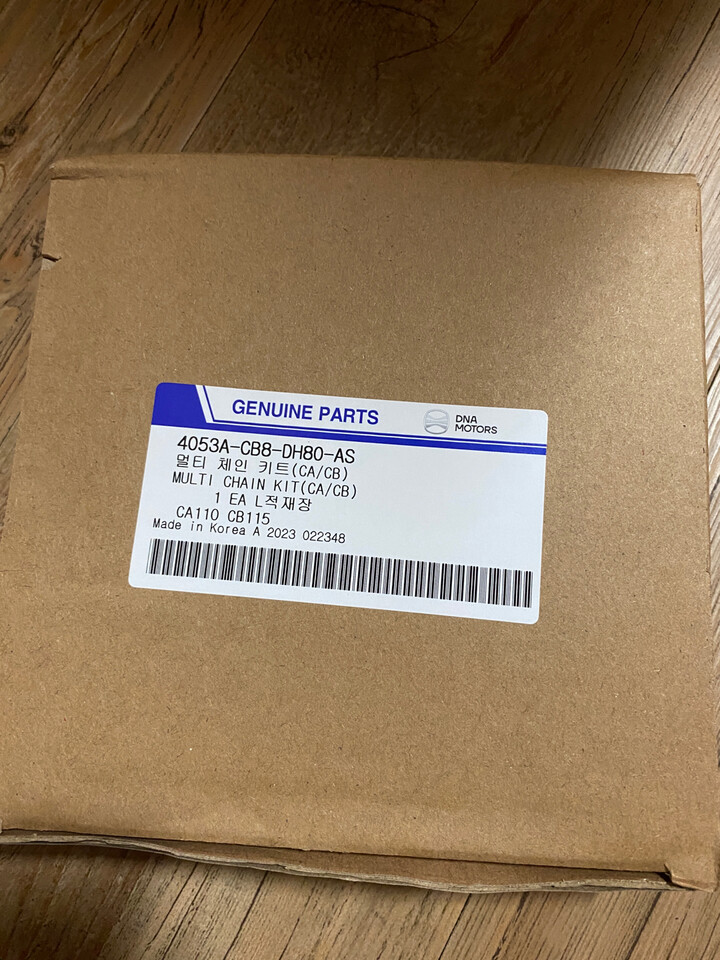 GENUINE PARTS
DNA
MOTORS
4053A-CB8-DH80-AS
멀티 체인 키트(CA/CB)
MULTI CHAIN KIT(CA/CB)
1 EA L적재장
CA110 CB115
Made in Korea A 2023 022348